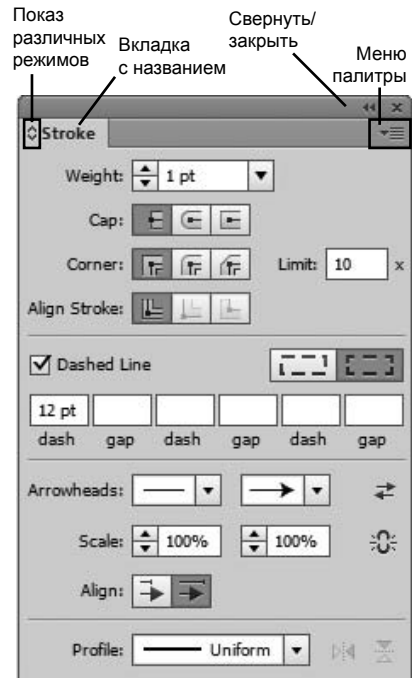 Показ
различных
режимов
Вкладка
с названием
Свернуть/
закрыть
Меню
палитры
Stroke
Weight: 1 pt
Cap:
Corner: Limit: 10 x
Align Stroke:
Dashed Line
12 pt
dash gap dash gap dash gap
Arrowheads:
Scale: 100% 100%
Align:
Profile: Uniform